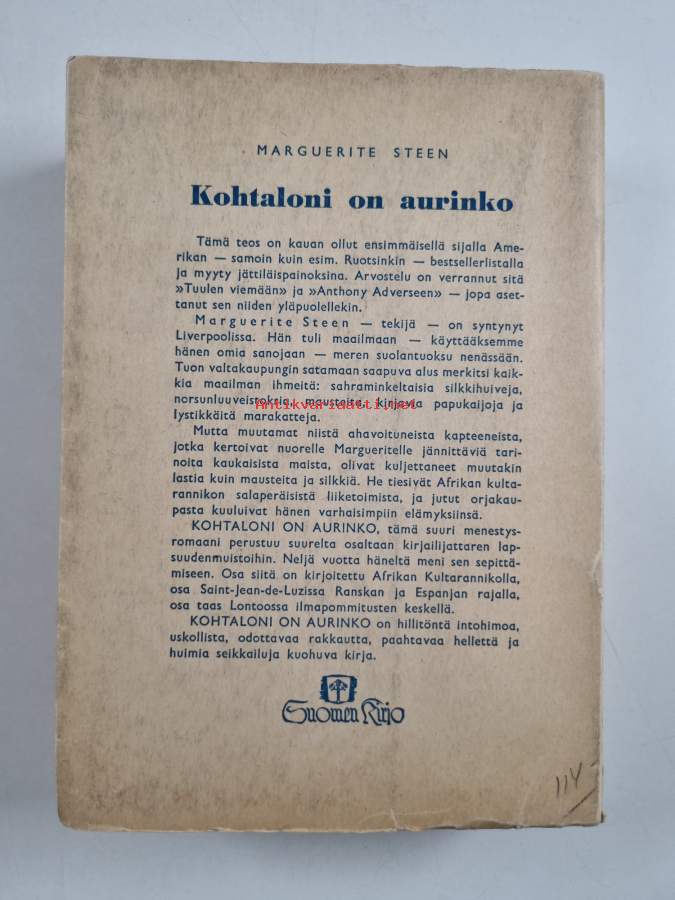 MARGUERITE STEEN
Kohtaloni on aurinko
Tämä teos on kauan ollut ensimmäisellä sijalla Ame-
rikan — samoin kuin esim. Ruotsinkin — bestsellerlistalla
ja myyty jättiläispainoksina. Arvostelu on verrannut sitä
»Tuulen viemään» ja »Anthony Adverseen» — jopa aset-
tanut sen niiden yläpuolellekin.
Marguerite Steen — tekijä — on syntynyt
Liverpoolissa. Hän tuli maailmaan — käyttääksemme
hänen omia sanojaan — meren suolantuoksu nenässään.
Tuon valtakaupungin satamaan saapuva alus merkitsi kaik-
kia maailman ihmeitä: sahraminkeltaisia silkkihuiveja,
norsunluuveistoksia, mausteita, kirjavia papukaijoja ja
lystikkäitä marakatteja.
Antikvariaatti.net
Mutta muutamat niistä ahavoituneista kapteeneista,
jotka kertoivat nuorelle Margueritelle jännittäviä tari-
noita kaukaisista maista, olivat kuljettaneet muutakin
lastia kuin mausteita ja silkkiä. He tiesivät Afrikan kulta-
rannikon salaperäisistä liiketoimista, ja jutut orjakau-
pasta kuuluivat hänen varhaisimpiin elämyksiinsä.
KOHTALONI ON AURINKO, tämä suuri menestys-
romaani perustuu suurelta osaltaan kirjailijattaren lap-
suudenmuistoihin. Neljä vuotta häneltä meni sen sepittä-
miseen. Osa siitä on kirjoitettu Afrikan Kultarannikolla,
osa Saint-Jean-de-Luzissa Ranskan ja Espanjan rajalla,
osa taas Lontoossa ilmapommitusten keskellä.
KOHTALONI ON AURINKO on hillitöntä intohimoa,
uskollista, odottavaa rakkautta, paahtavaa hellettä ja
huimia seikkailuja kuohuva kirja.
Suomen Kirja
114